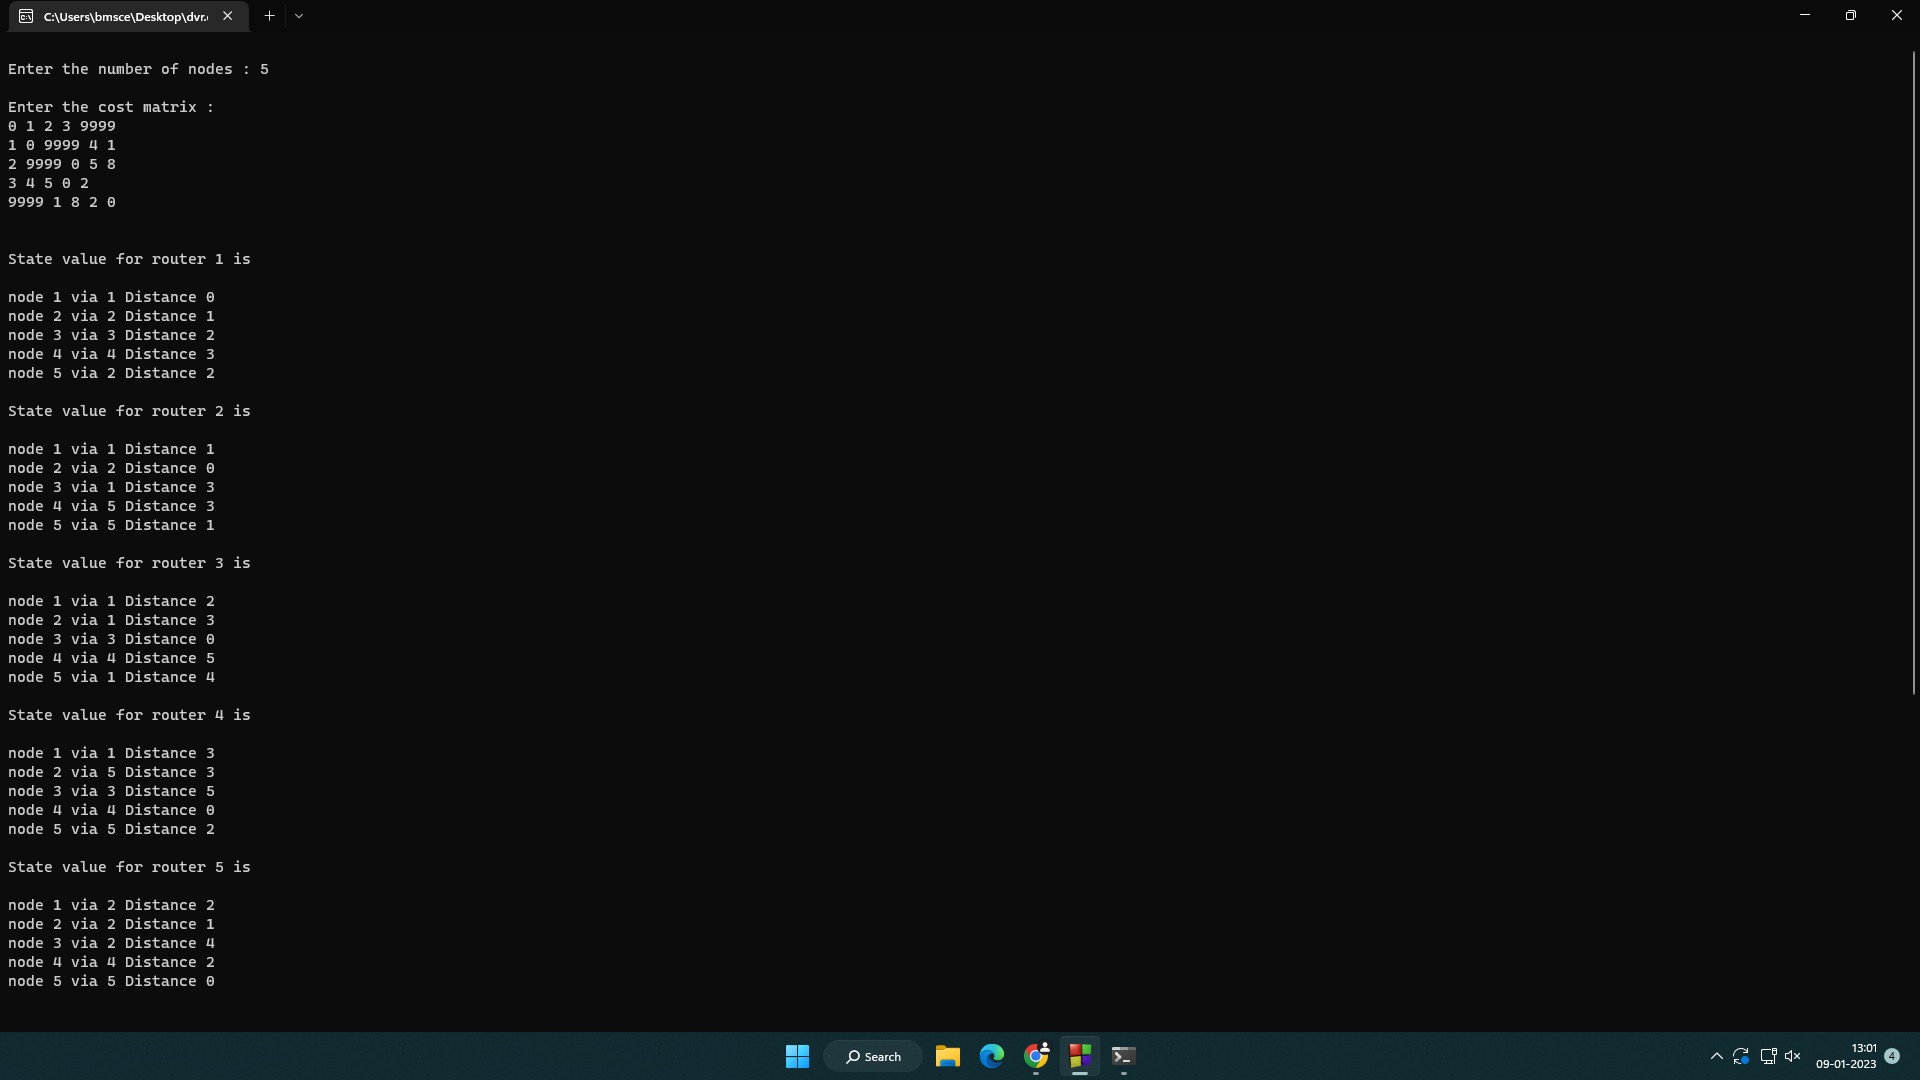 C:\Users\bmsce\Desktop\dvr.
Enter the number of nodes : 5
Enter the cost matrix :
0 1 2 3 9999
1 0 9999 4 1
2 9999 0 5 8
3 4 5 0 2
9999 1 8 2 0
State value for router 1 is
node 1 via 1 Distance 0
node 2 via 2 Distance 1
node 3 via 3 Distance 2
node 4 via 4 Distance 3
node 5 via 2 Distance 2
State value for router 2 is
node 1 via 1 Distance 1
node 2 via 2 Distance 0
node 3 via 1 Distance 3
node 4 via 5 Distance 3
node 5 via 5 Distance 1
State value for router 3 is
node 1 via 1 Distance 2
node 2 via 1 Distance 3
node 3 via 3 Distance 0
node 4 via 4 Distance 5
node 5 via 1 Distance 4
State value for router 4 is
node 1 via 1 Distance 3
node 2 via 5 Distance 3
node 3 via 3 Distance 5
node 4 via 4 Distance 0
node 5 via 5 Distance 2
State value for router 5 is
node 1 via 2 Distance 2
node 2 via 2 Distance 1
node 3 via 2 Distance 4
node 4 via 4 Distance 2
node 5 via 5 Distance 0
Search
13:01
09-01-2023
4